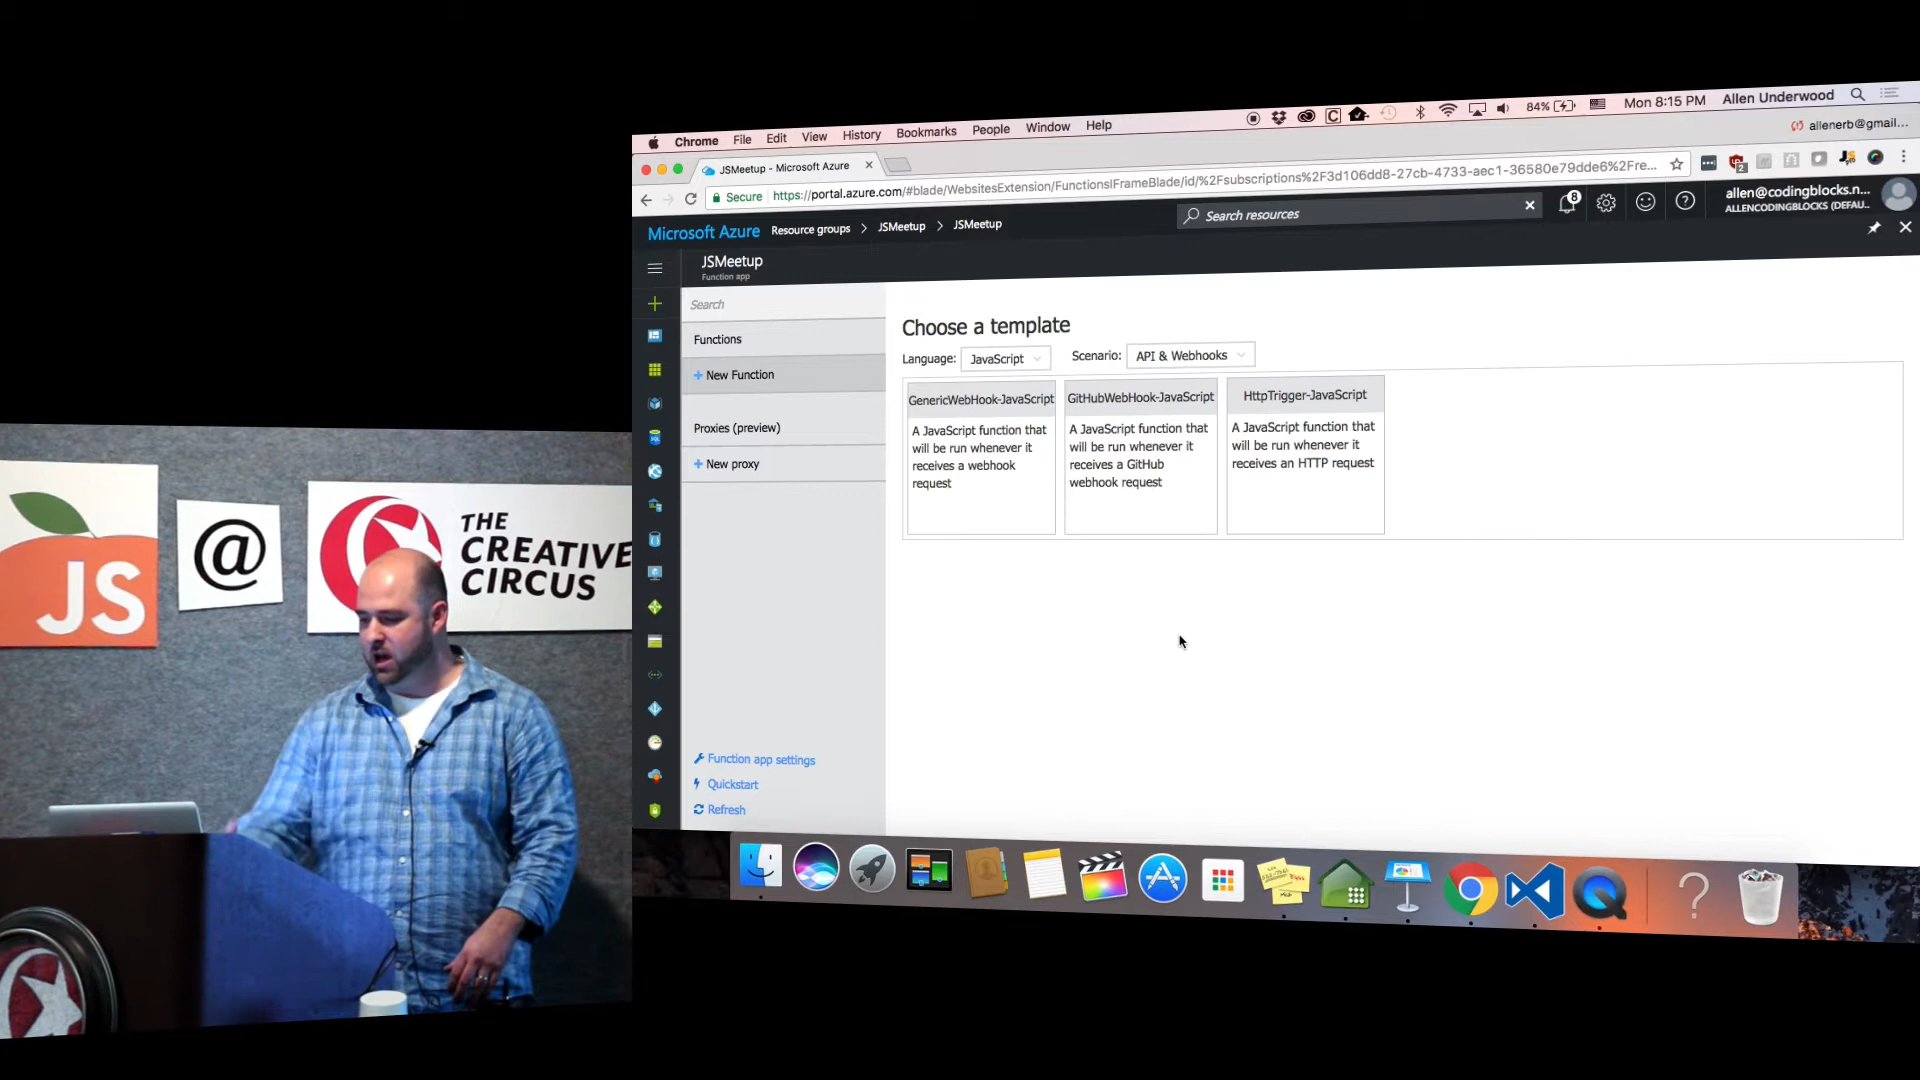 JS
@
THE
CREATIVE
CIRCUS
Chrome File Edit View History Bookmarks People Window Help
84% Mon 8:15 PM Allen Underwood
JSMeetup - Microsoft Azure
allenerb@gmail...
Secure https://portal.azure.com/#blade/WebsitesExtension/FunctionsIFrameBlade/id/%2Fsubscriptions%2F3d106dd8-27cb-4733-aec1-36580e79dde6%2Fre...
Microsoft Azure Resource groups > JSMeetup > JSMeetup
Search resources
8
allen@codingblocks.n...
ALLENCODINGBLOCKS (DEFAU...
JSMeetup
Function app
Search
Functions
+ New Function
Proxies (preview)
+ New proxy
Function app settings
Quickstart
Refresh
Choose a template
Language: JavaScript Scenario: API & Webhooks
GenericWebHook-JavaScript
A JavaScript function that
will be run whenever it
receives a webhook
request
GitHubWebHook-JavaScript
A JavaScript function that
will be run whenever it
receives a GitHub
webhook request
HttpTrigger-JavaScript
A JavaScript function that
will be run whenever it
receives an HTTP request